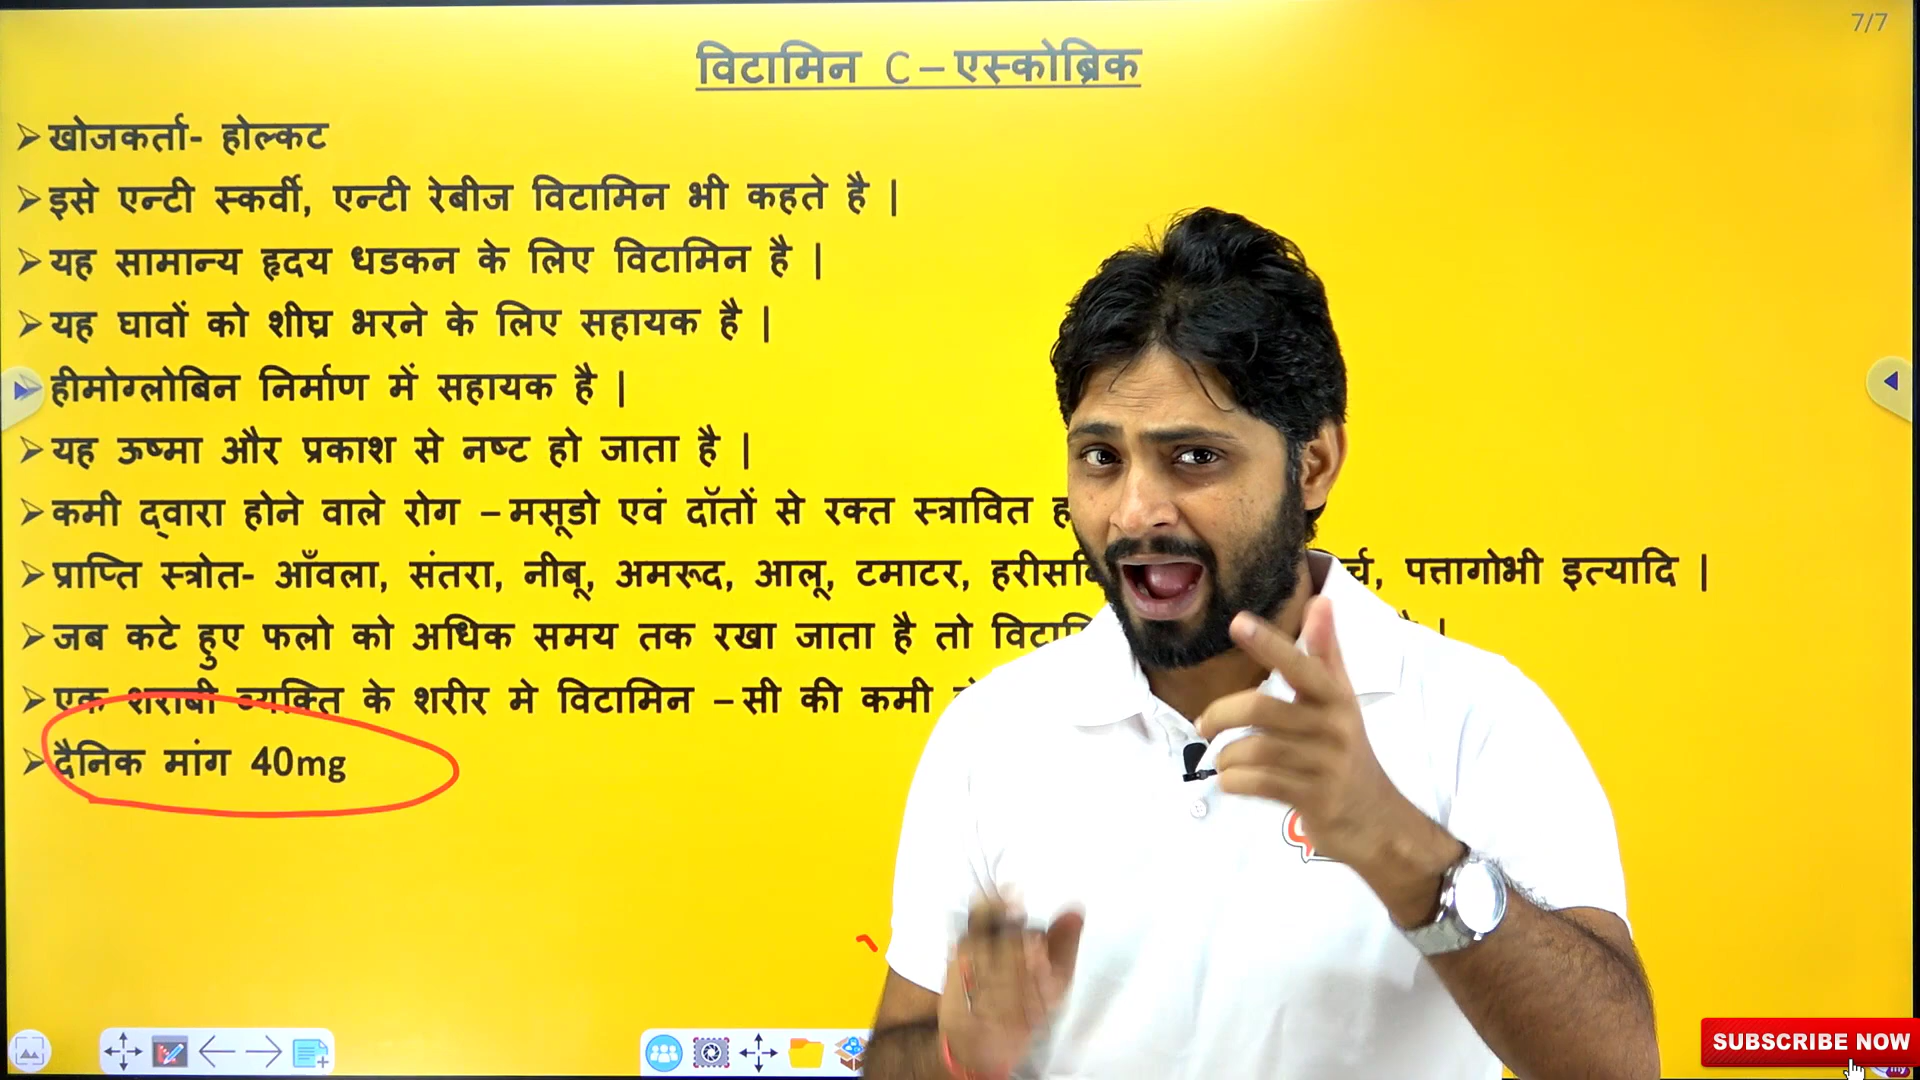 7/7
विटामिन C – एस्कोब्रिक
➢ खोजकर्ता- होल्कट
➢ इसे एन्टी स्कर्वी, एन्टी रेबीज विटामिन भी कहते है |
➢ यह सामान्य हृदय धडकन के लिए विटामिन है |
➢ यह घावों को शीघ्र भरने के लिए सहायक है |
➢ हीमोग्लोबिन निर्माण में सहायक है |
➢ यह ऊष्मा और प्रकाश से नष्ट हो जाता है |
➢ कमी द्वारा होने वाले रोग – मसूडो एवं दॉतों से रक्त स्त्रावित
➢ प्राप्ति स्त्रोत- आँवला, संतरा, नीबू, अमरूद, आलू, टमाटर, पत्तागोभी इत्यादि |
➢ जब कटे हुए फलो को अधिक समय तक रखा जाता है तो
➢ एक शराबी व्यक्ति के शरीर मे विटामिन – सी की कमी
➢ दैनिक मांग 40mg
SUBSCRIBE NOW